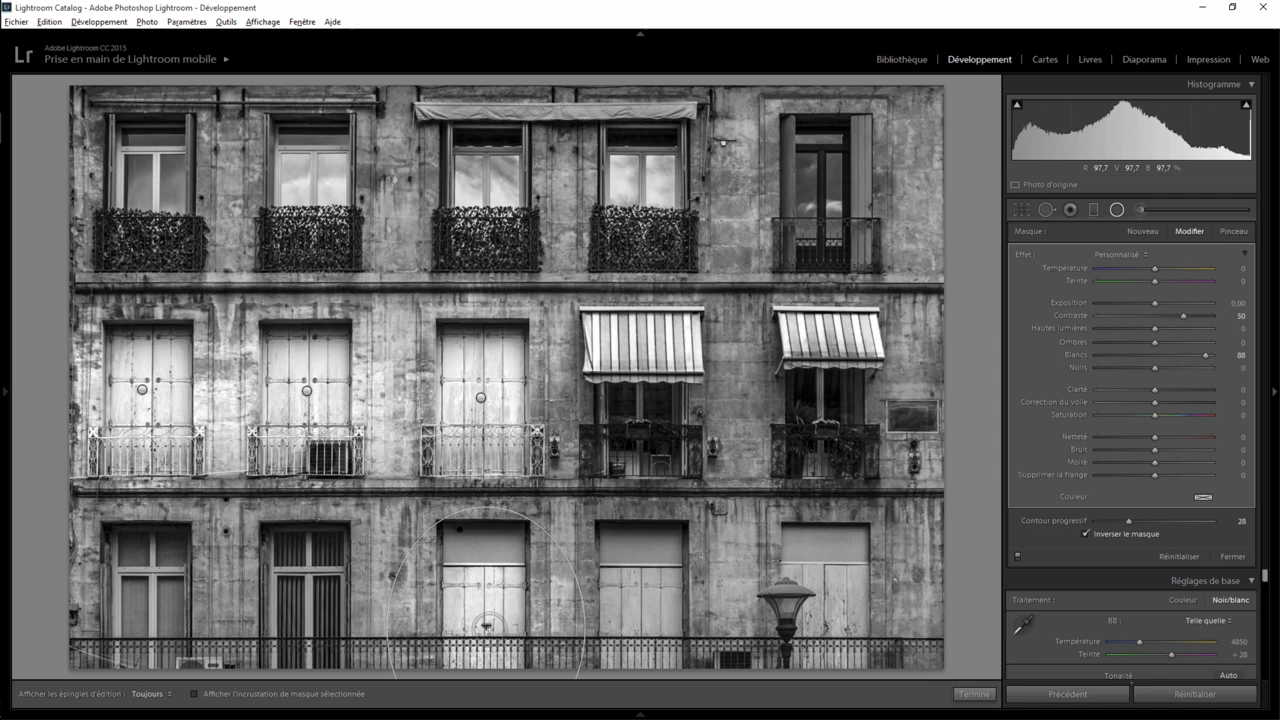 Lightroom Catalog - Adobe Photoshop Lightroom - Développement
Fichier Edition Développement Photo Paramètres Outils Affichage Fenêtre Aide
Lr
Adobe Lightroom CC 2015
Prise en main de Lightroom mobile
Bibliothèque | Développement | Cartes | Livres | Diaporama | Impression | Web
Histogramme
R 97,7 V 97,7 B 97,7 %
Photo d'origine
Masque : Nouveau Modifier Pinceau
Effet : Personnalisé
Température 0
Teinte 0
Exposition 0,00
Contraste 50
Hautes lumières 0
Ombres 0
Blancs 88
Noirs 0
Clarté 0
Correction du voile 0
Saturation 0
Netteté 0
Bruit 0
Moiré 0
Supprimer la frange 0
Couleur
Contour progressif 28
Inverser le masque
Réinitialiser Fermer
Réglages de base
Traitement : Couleur Noir/blanc
BB : Telle quelle
Température 4850
Teinte + 28
Tonalité Auto
Afficher les épingles d'édition : Toujours Afficher l'incrustation de masque sélectionnée Terminé
Précédent Réinitialiser